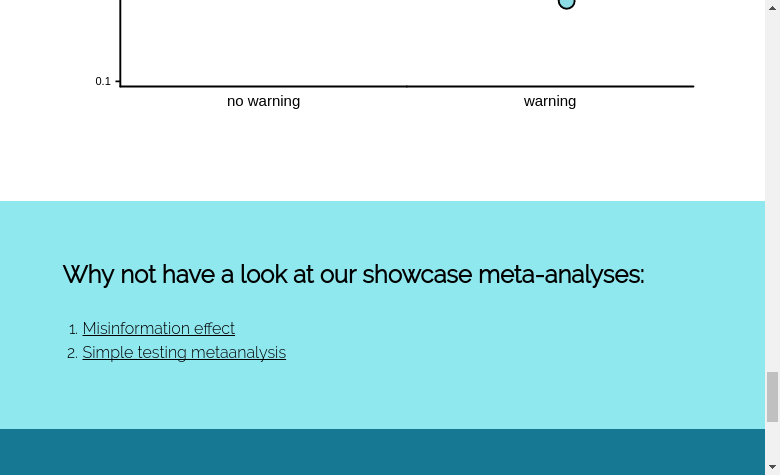 0.1
no warning warning
Why not have a look at our showcase meta-analyses:
1. Misinformation effect
2. Simple testing metaanalysis